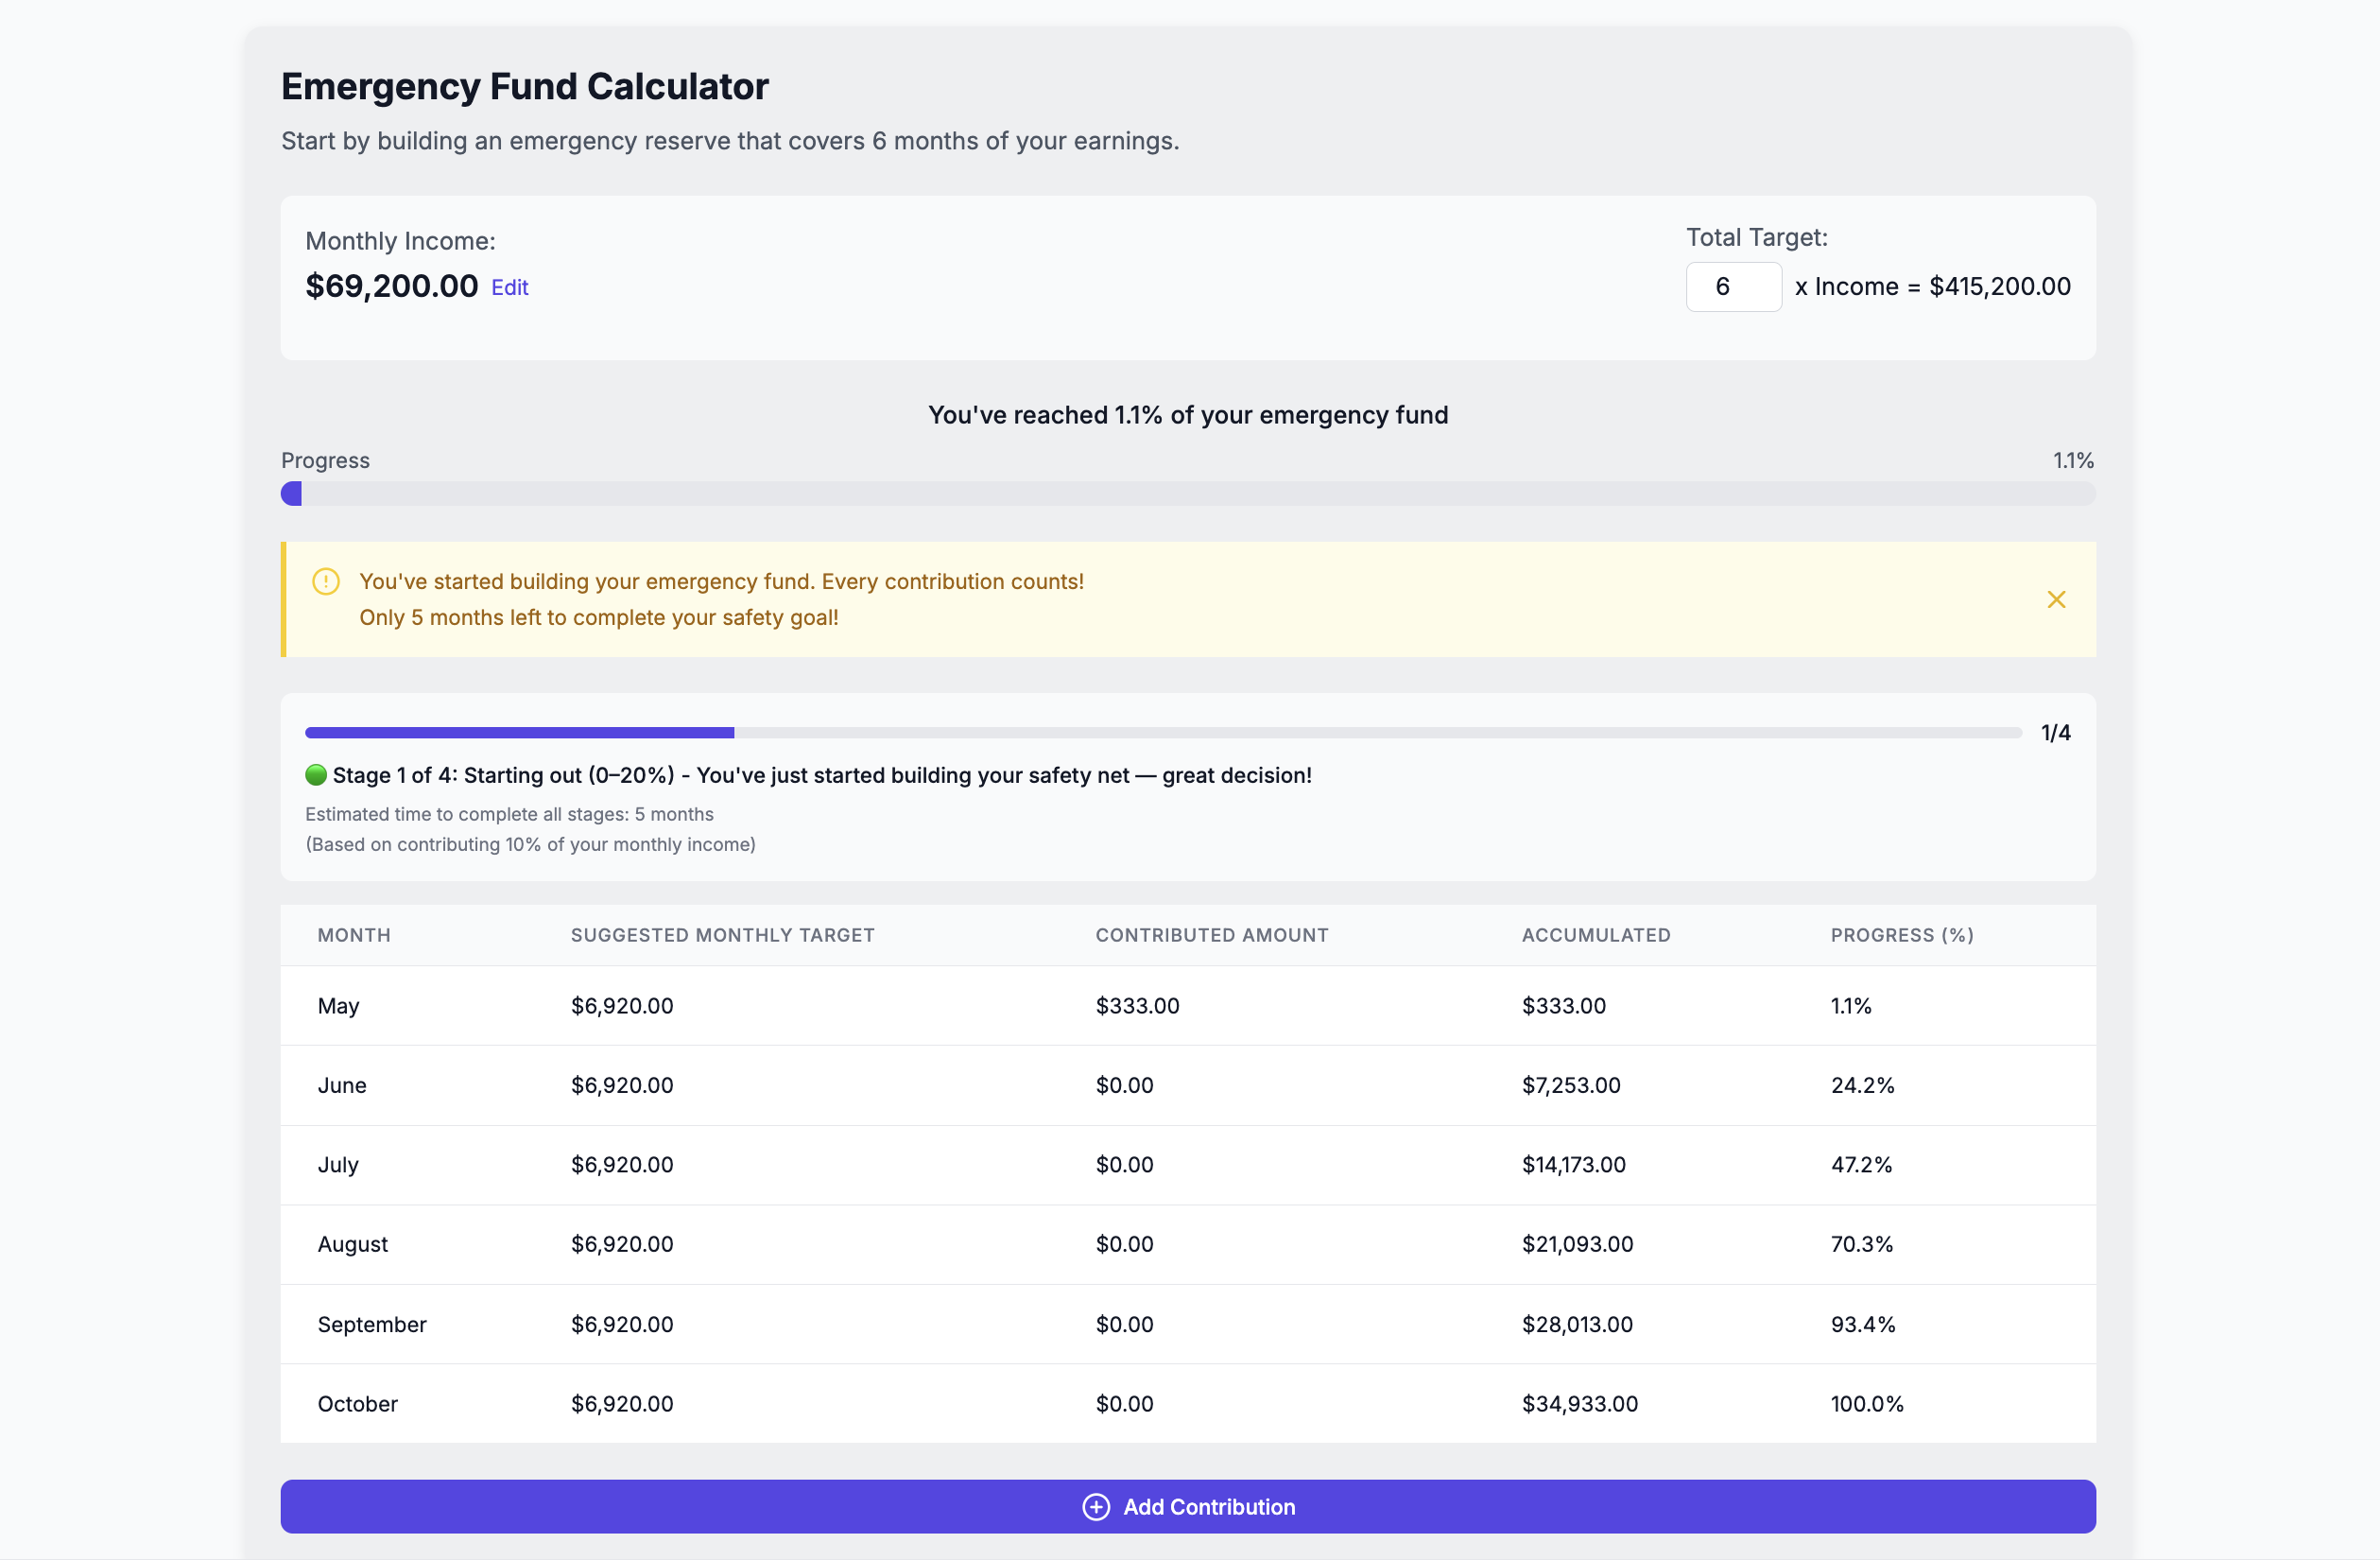 Emergency Fund Calculator
Start by building an emergency reserve that covers 6 months of your earnings.
Monthly Income:
$69,200.00 Edit
Total Target:
6 x Income = $415,200.00
You've reached 1.1% of your emergency fund
Progress 1.1%
You've started building your emergency fund. Every contribution counts!
Only 5 months left to complete your safety goal!
1/4
Stage 1 of 4: Starting out (0–20%) - You've just started building your safety net — great decision!
Estimated time to complete all stages: 5 months
(Based on contributing 10% of your monthly income)
MONTH SUGGESTED MONTHLY TARGET CONTRIBUTED AMOUNT ACCUMULATED PROGRESS (%)
May $6,920.00 $333.00 $333.00 1.1%
June $6,920.00 $0.00 $7,253.00 24.2%
July $6,920.00 $0.00 $14,173.00 47.2%
August $6,920.00 $0.00 $21,093.00 70.3%
September $6,920.00 $0.00 $28,013.00 93.4%
October $6,920.00 $0.00 $34,933.00 100.0%
Add Contribution